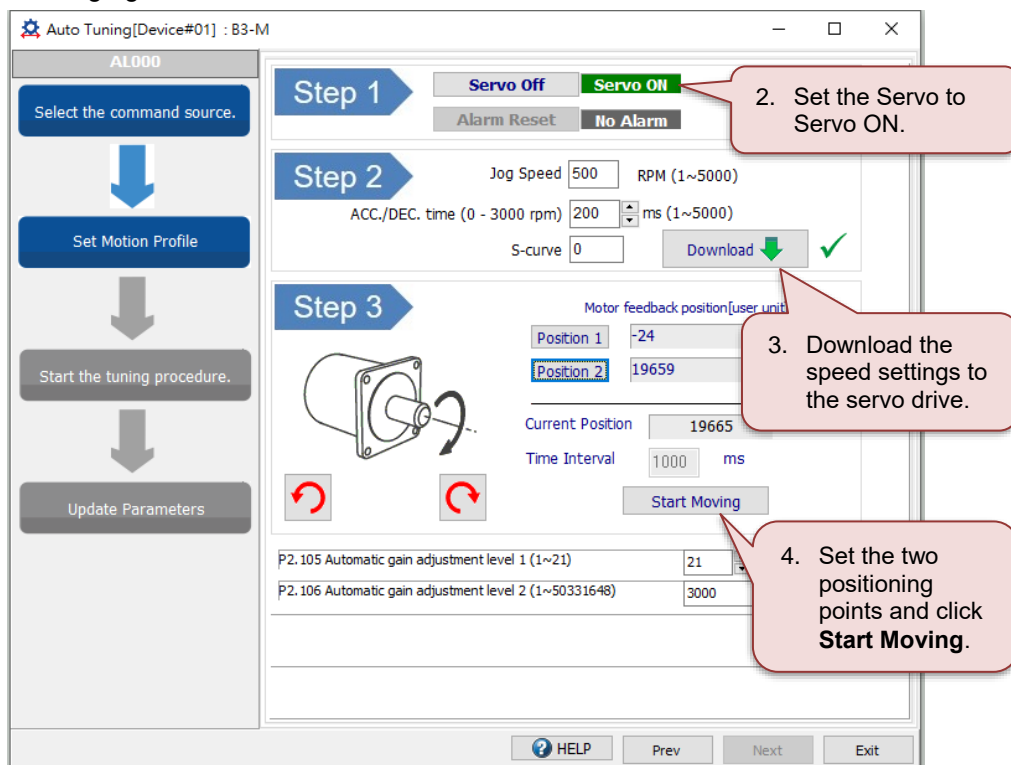 Auto Tuning[Device#01] : B3-M
AL000
Select the command source.
Set Motion Profile
Start the tuning procedure.
Update Parameters
Step 1
Servo Off
Servo ON
Alarm Reset
No Alarm
2. Set the Servo to
Servo ON.
Step 2
Jog Speed 500 RPM (1~5000)
ACC./DEC. time (0 - 3000 rpm) 200 ms (1~5000)
S-curve 0
Download
3. Download the
speed settings to
the servo drive.
Step 3
Motor feedback position[user unit
Position 1 -24
Position 2 19659
Current Position 19665
Time Interval 1000 ms
Start Moving
4. Set the two
positioning
points and click
Start Moving.
P2.105 Automatic gain adjustment level 1 (1~21) 21
P2.106 Automatic gain adjustment level 2 (1~50331648) 3000
HELP
Prev
Next
Exit